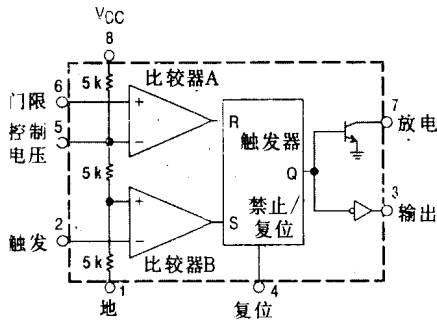 VCC
8
5k
比较器A
6
门限
+
R
触发器
7
放电
5
控制
电压
−
5k
Q
3
输出
+
禁止/
复位
2
触发
−
S
5k
比较器B
1
地
4
复位